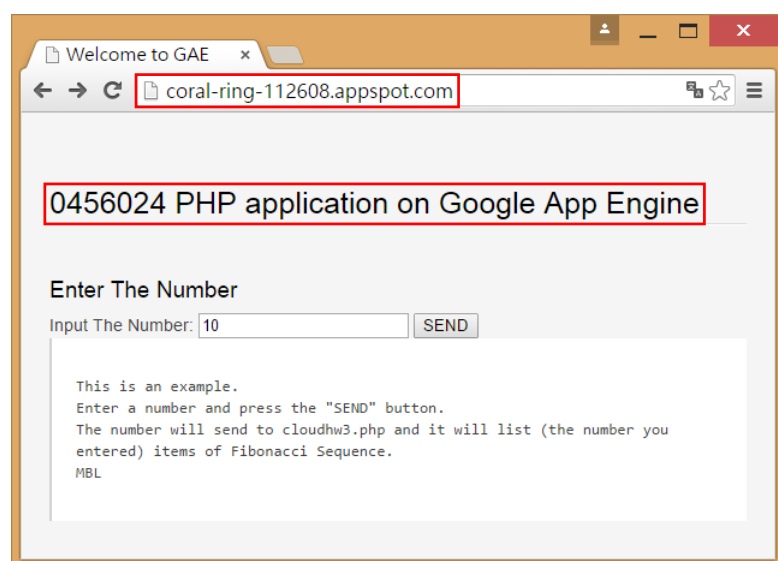 Welcome to GAE
coral-ring-112608.appspot.com
0456024 PHP application on Google App Engine
Enter The Number
Input The Number: 10 SEND
This is an example.
Enter a number and press the "SEND" button.
The number will send to cloudhw3.php and it will list (the number you
entered) items of Fibonacci Sequence.
MBL